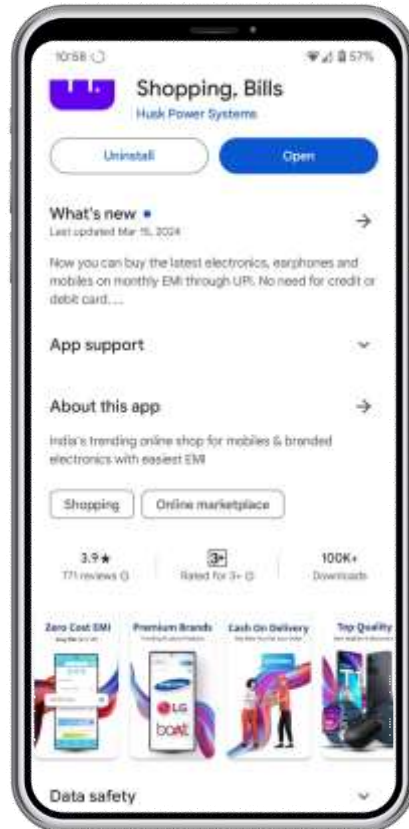 10:58
57%
Shopping, Bills
Husk Power Systems
Uninstall
Open
What's new
Last updated Mar 15, 2024
Now you can buy the latest electronics, earphones and
mobiles on monthly EMI through UPI. No need for credit or
debit card....
App support
About this app
India's trending online shop for mobiles & branded
electronics with easiest EMI
Shopping
Online marketplace
3.9★
771 reviews
3+
Rated for 3+
100K+
Downloads
Zero Cost EMI
Premium Brands
Cash On Delivery
Top Quality
SAMSUNG
LG
boAt
Data safety